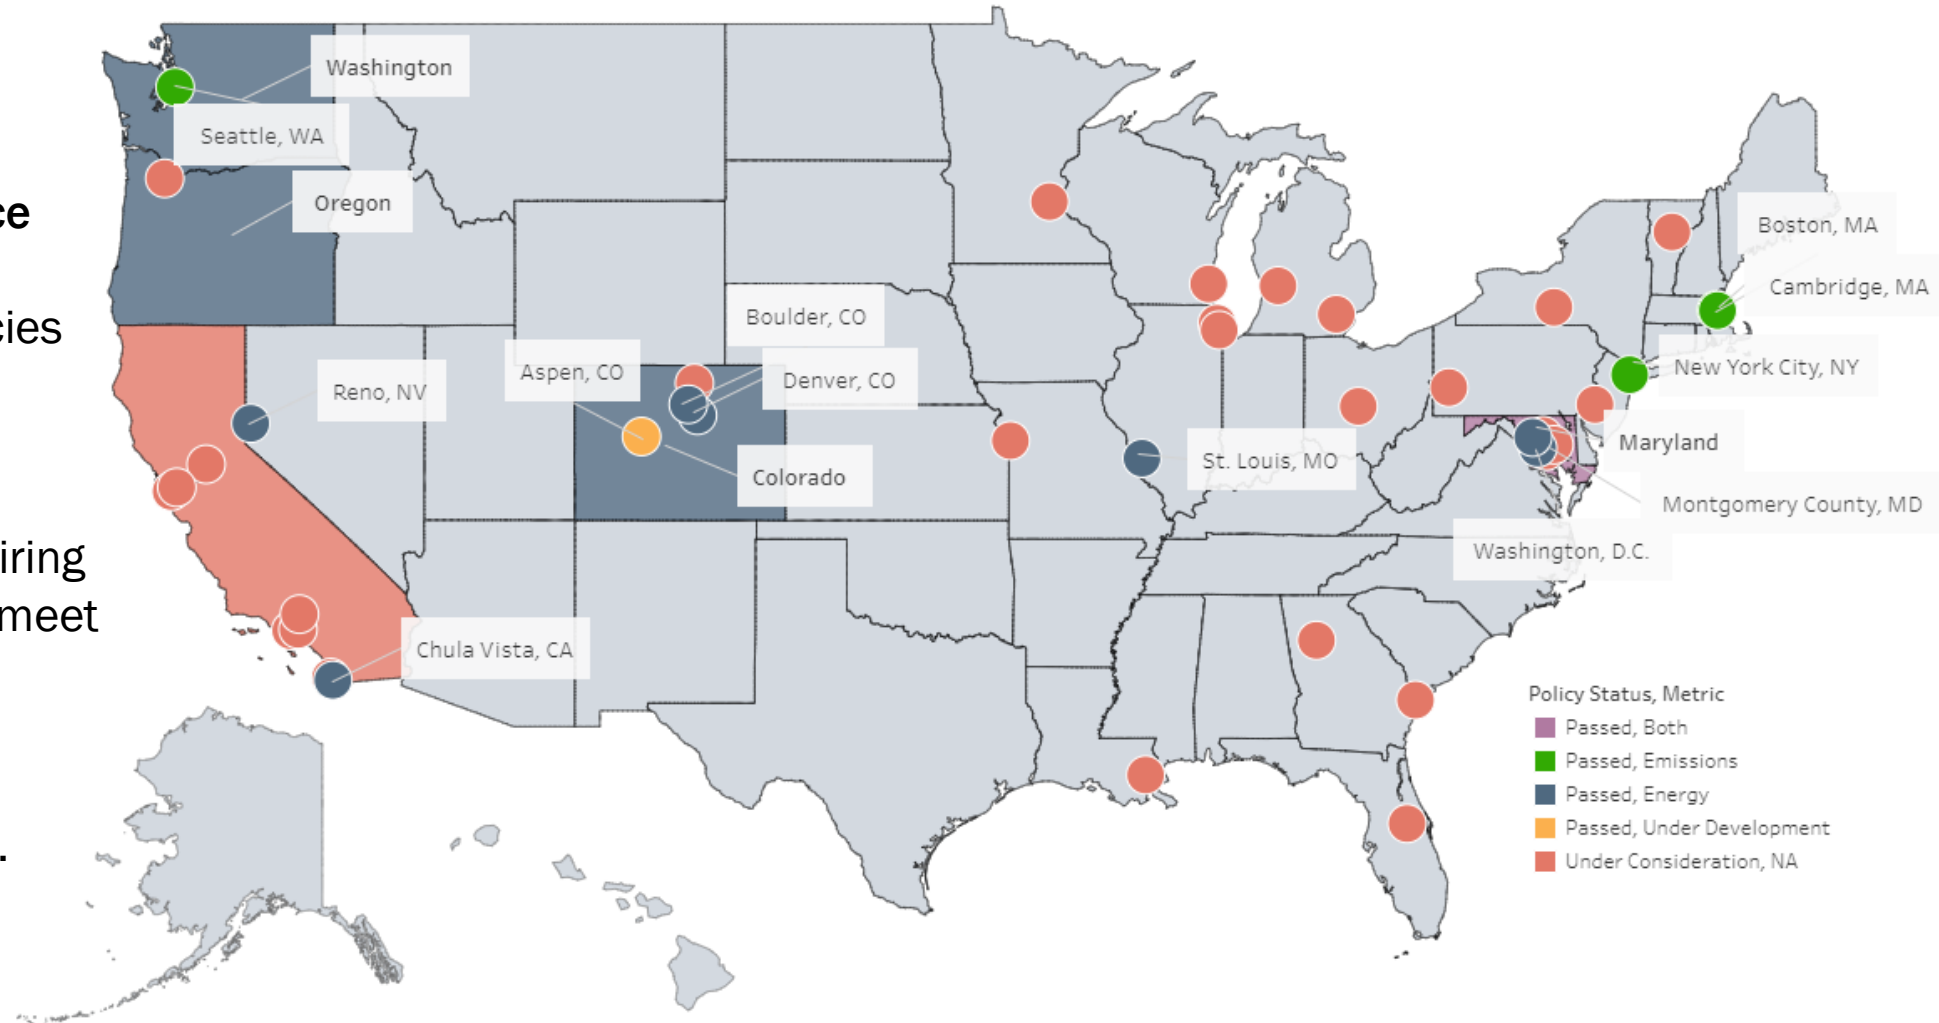 ce
cies
iring
meet
.
Washington
Seattle, WA
Oregon
Boulder, CO
Aspen, CO
Denver, CO
Reno, NV
Colorado
St. Louis, MO
Chula Vista, CA
Boston, MA
Cambridge, MA
New York City, NY
Maryland
Montgomery County, MD
Washington, D.C.
Policy Status, Metric
Passed, Both
Passed, Emissions
Passed, Energy
Passed, Under Development
Under Consideration, NA